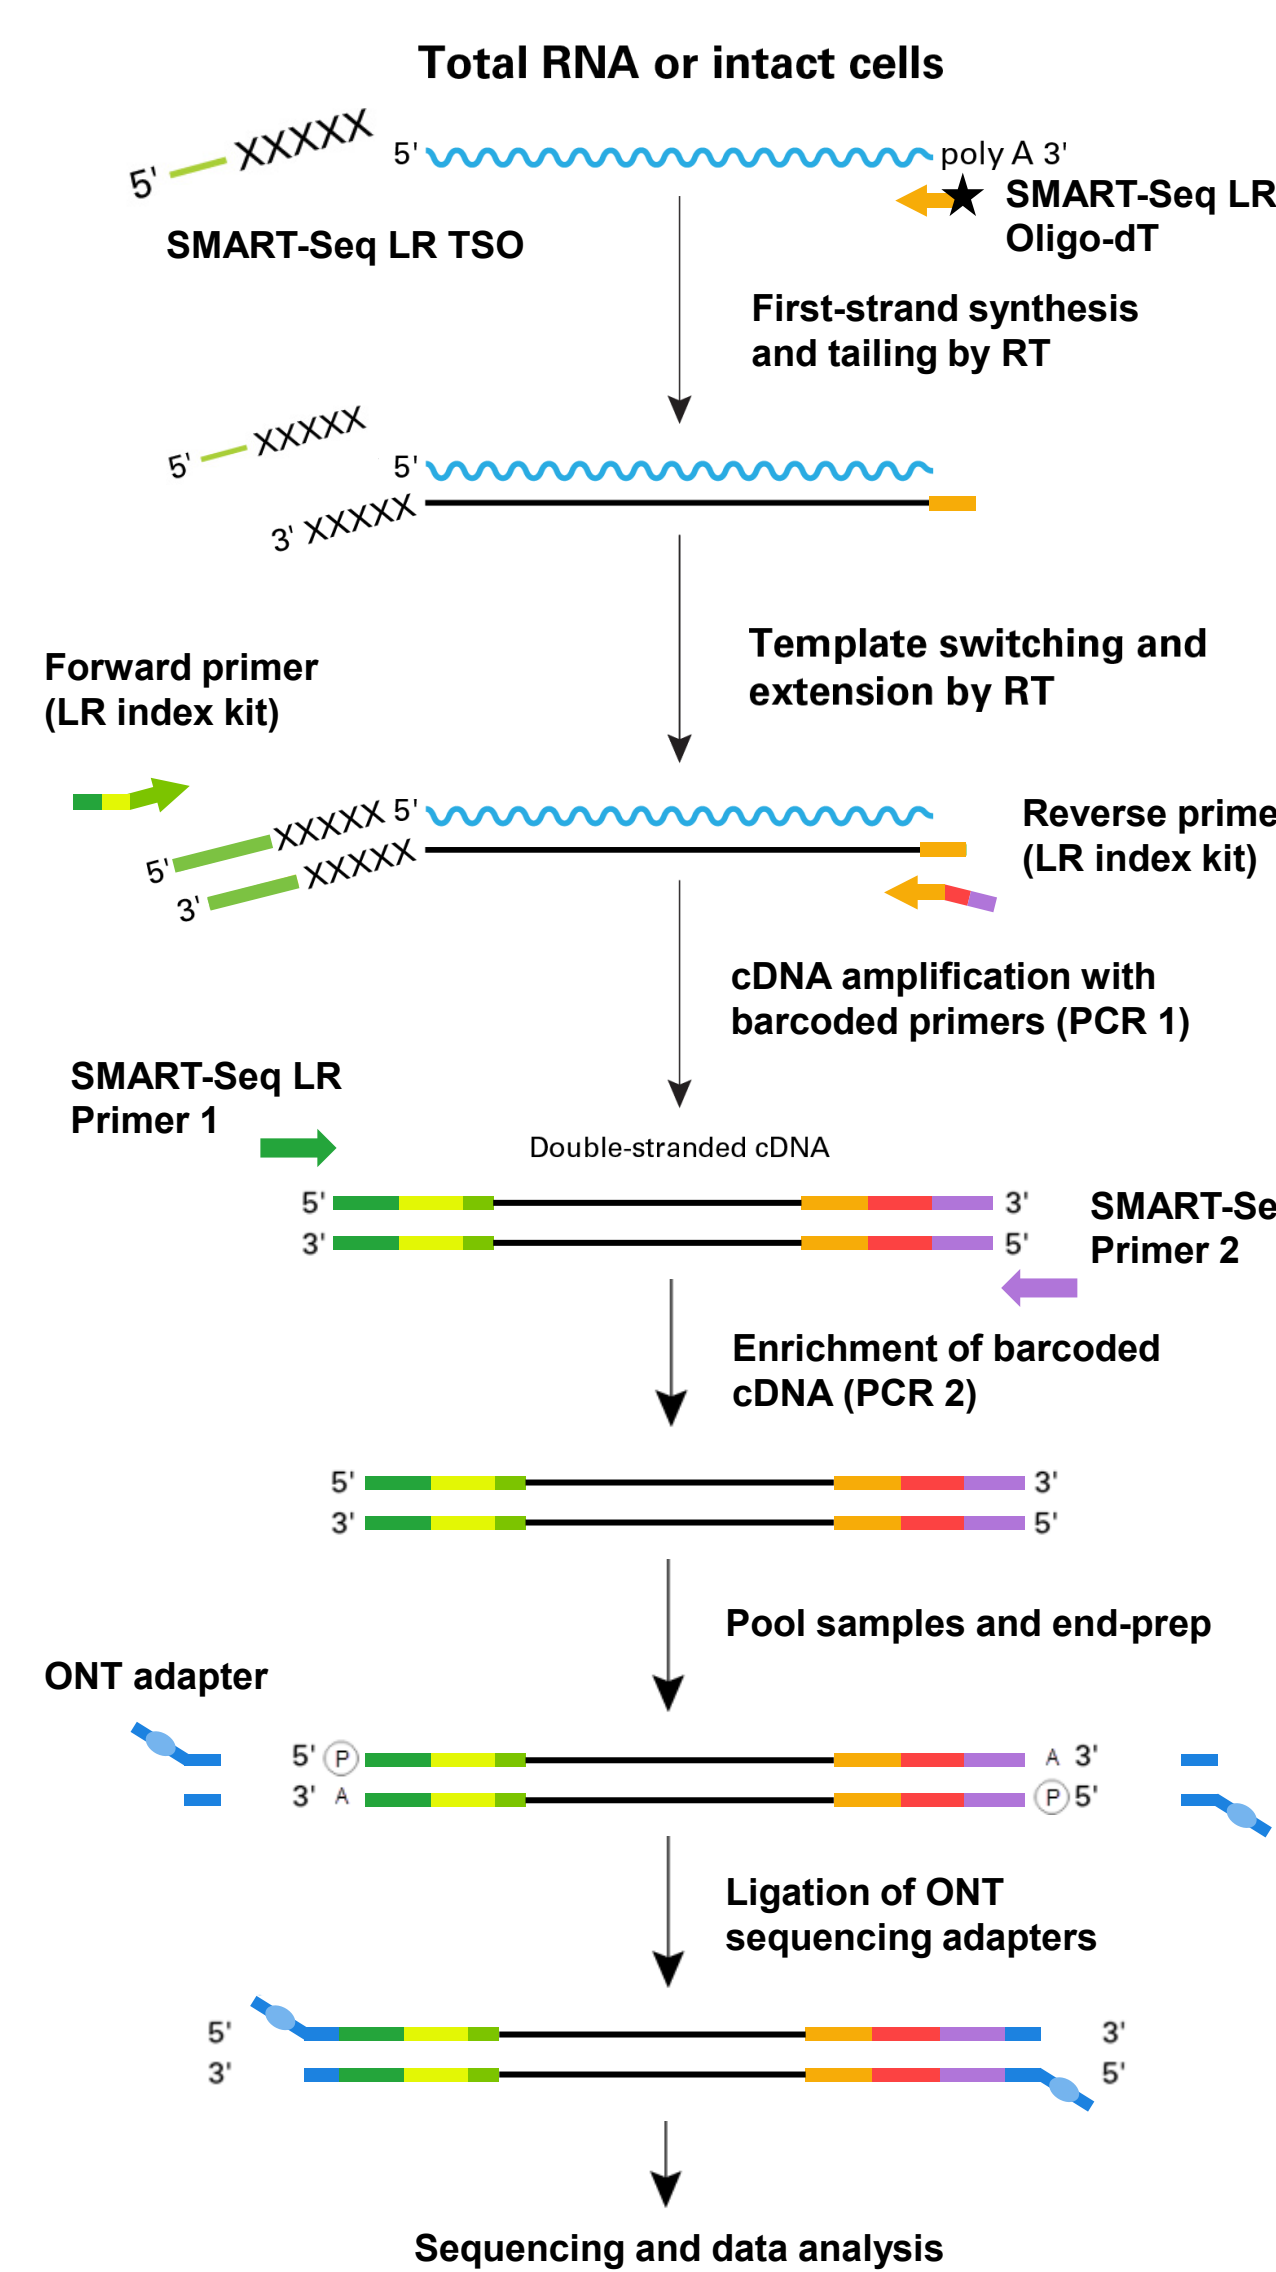 Total RNA or intact cells
5' XXXXX
5' poly A 3'
SMART-Seq LR TSO
SMART-Seq LR
Oligo-dT
First-strand synthesis
and tailing by RT
5' XXXXX
5'
3' XXXXX
Template switching and
extension by RT
Forward primer
(LR index kit)
5' XXXXX 5'
3' XXXXX
Reverse prime
(LR index kit)
cDNA amplification with
barcoded primers (PCR 1)
SMART-Seq LR
Primer 1
Double-stranded cDNA
5' 3'
3' 5'
SMART-Se
Primer 2
Enrichment of barcoded
cDNA (PCR 2)
5' 3'
3' 5'
Pool samples and end-prep
ONT adapter
5' P A 3'
3' A P 5'
Ligation of ONT
sequencing adapters
5' 3'
3' 5'
Sequencing and data analysis